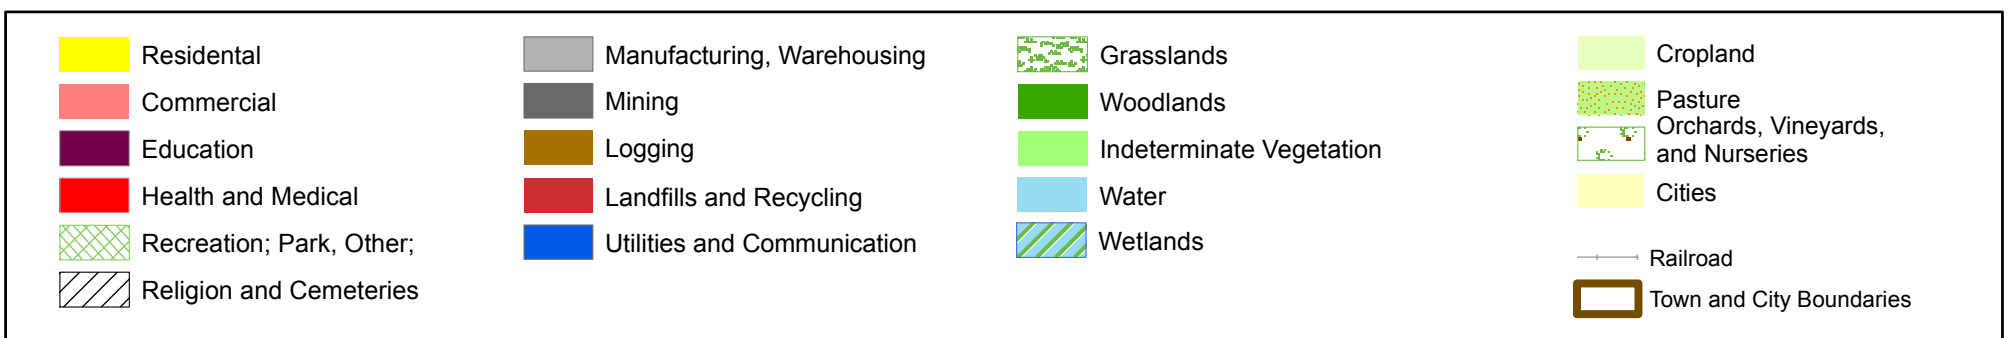 Residental
Commercial
Education
Health and Medical
Recreation; Park, Other;
Religion and Cemeteries
Manufacturing, Warehousing
Mining
Logging
Landfills and Recycling
Utilities and Communication
Grasslands
Woodlands
Indeterminate Vegetation
Water
Wetlands
Cropland
Pasture
Orchards, Vineyards,
and Nurseries
Cities
Railroad
Town and City Boundaries